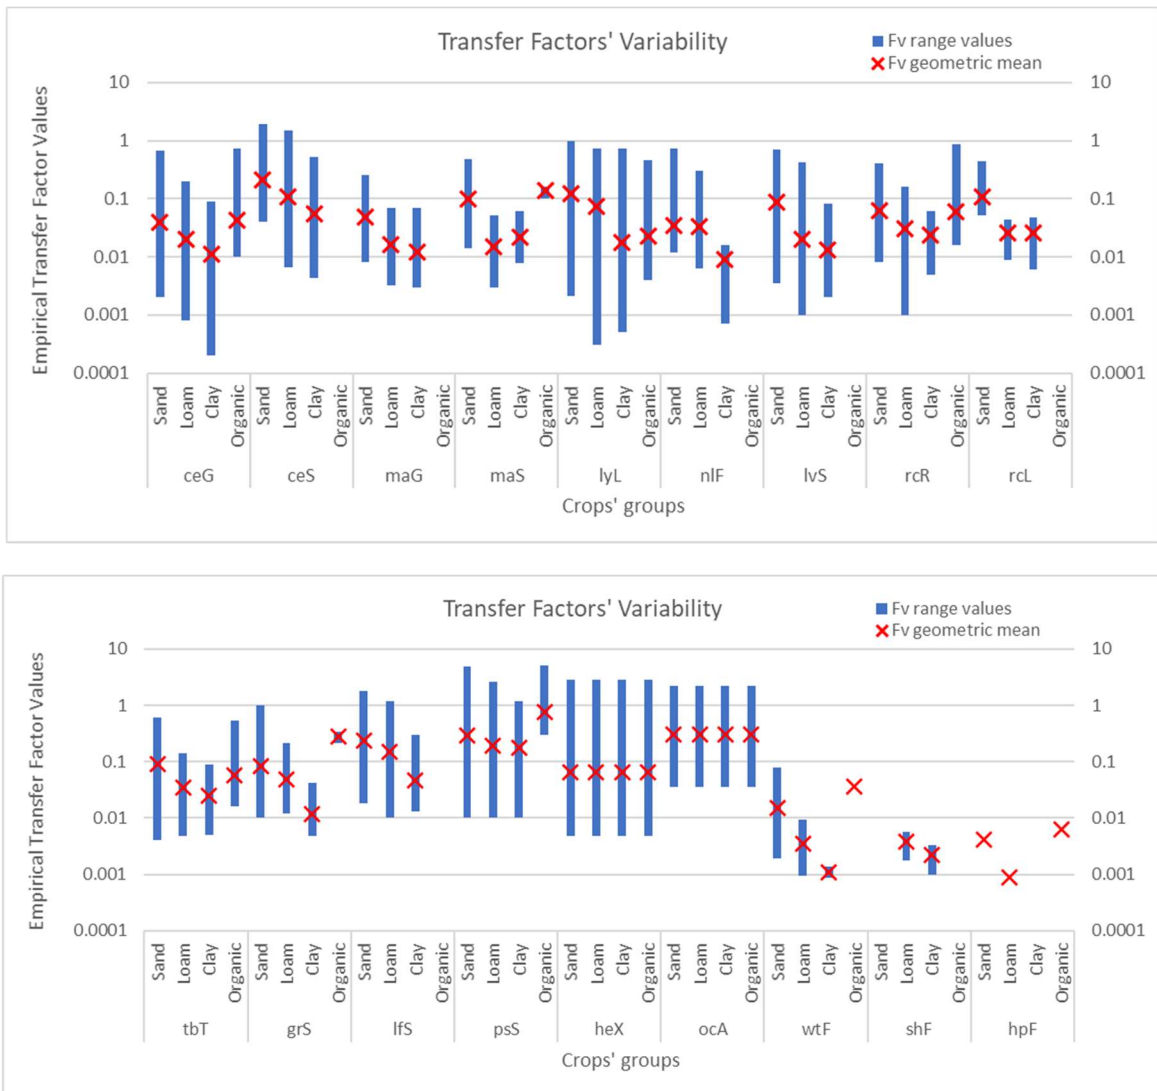 Transfer Factors' Variability
Fv range values
Fv geometric mean
Empirical Transfer Factor Values
10
1
0.1
0.01
0.001
0.0001
10
1
0.1
0.01
0.001
0.0001
Sand Loam Clay Organic Sand Loam Clay Organic Sand Loam Clay Organic Sand Loam Clay Organic Sand Loam Clay Organic Sand Loam Clay Organic Sand Loam Clay Organic Sand Loam Clay Organic Sand Loam Clay Organic
ceG ceS maG maS lyL nlF lvS rcR rcL
Crops' groups
Transfer Factors' Variability
Fv range values
Fv geometric mean
Empirical Transfer Factor Values
10
1
0.1
0.01
0.001
0.0001
10
1
0.1
0.01
0.001
0.0001
Sand Loam Clay Organic Sand Loam Clay Organic Sand Loam Clay Organic Sand Loam Clay Organic Sand Loam Clay Organic Sand Loam Clay Organic Sand Loam Clay Organic Sand Loam Clay Organic Sand Loam Clay Organic
tbT grS lfS psS heX ocA wtF shF hpF
Crops' groups